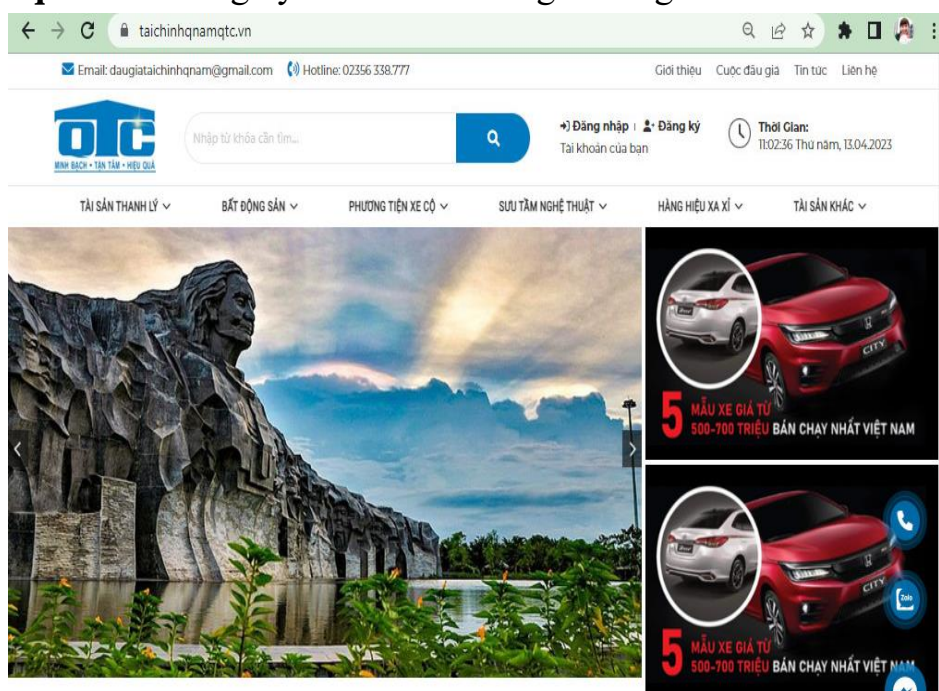 taichinhqnamqtc.vn
Email: daugiataichinhqnam@gmail.com Hotline: 02356 338.777 Giới thiệu Cuộc đấu giá Tin tức Liên hệ
QTC
MINH BẠCH • TẬN TÂM • HIỆU QUẢ
Nhập từ khóa cần tìm...
Đăng nhập | Đăng ký
Tài khoản của bạn
Thời Gian:
11:02:36 Thứ năm, 13.04.2023
TÀI SẢN THANH LÝ BẤT ĐỘNG SẢN PHƯƠNG TIỆN XE CỘ SƯU TẦM NGHỆ THUẬT HÀNG HIỆU XA XỈ TÀI SẢN KHÁC
CITY
5 MẪU XE GIÁ TỪ
500-700 TRIỆU BÁN CHẠY NHẤT VIỆT NAM
CITY
Zalo
5 MẪU XE GIÁ TỪ
500-700 TRIỆU BÁN CHẠY NHẤT VIỆT NAM